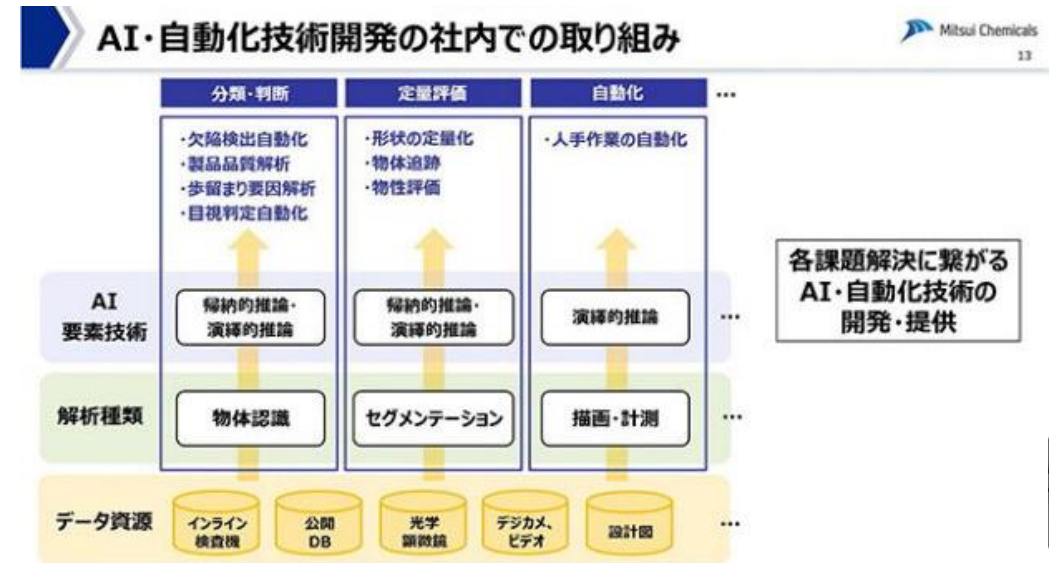 AI・自動化技術開発の社内での取り組み
Mitsui Chemicals
13
分類・判断
定量評価
自動化
…
・欠陥検出自動化
・製品品質解析
・歩留まり要因解析
・目視判定自動化
・形状の定量化
・物体追跡
・物性評価
・人手作業の自動化
AI
要素技術
帰納的推論・
演繹的推論
帰納的推論・
演繹的推論
演繹的推論
…
解析種類
物体認識
セグメンテーション
描画・計測
…
データ資源
インライン
検査機
公開
DB
光学
顕微鏡
デジカメ、
ビデオ
設計図
…
各課題解決に繋がる
AI・自動化技術の
開発・提供